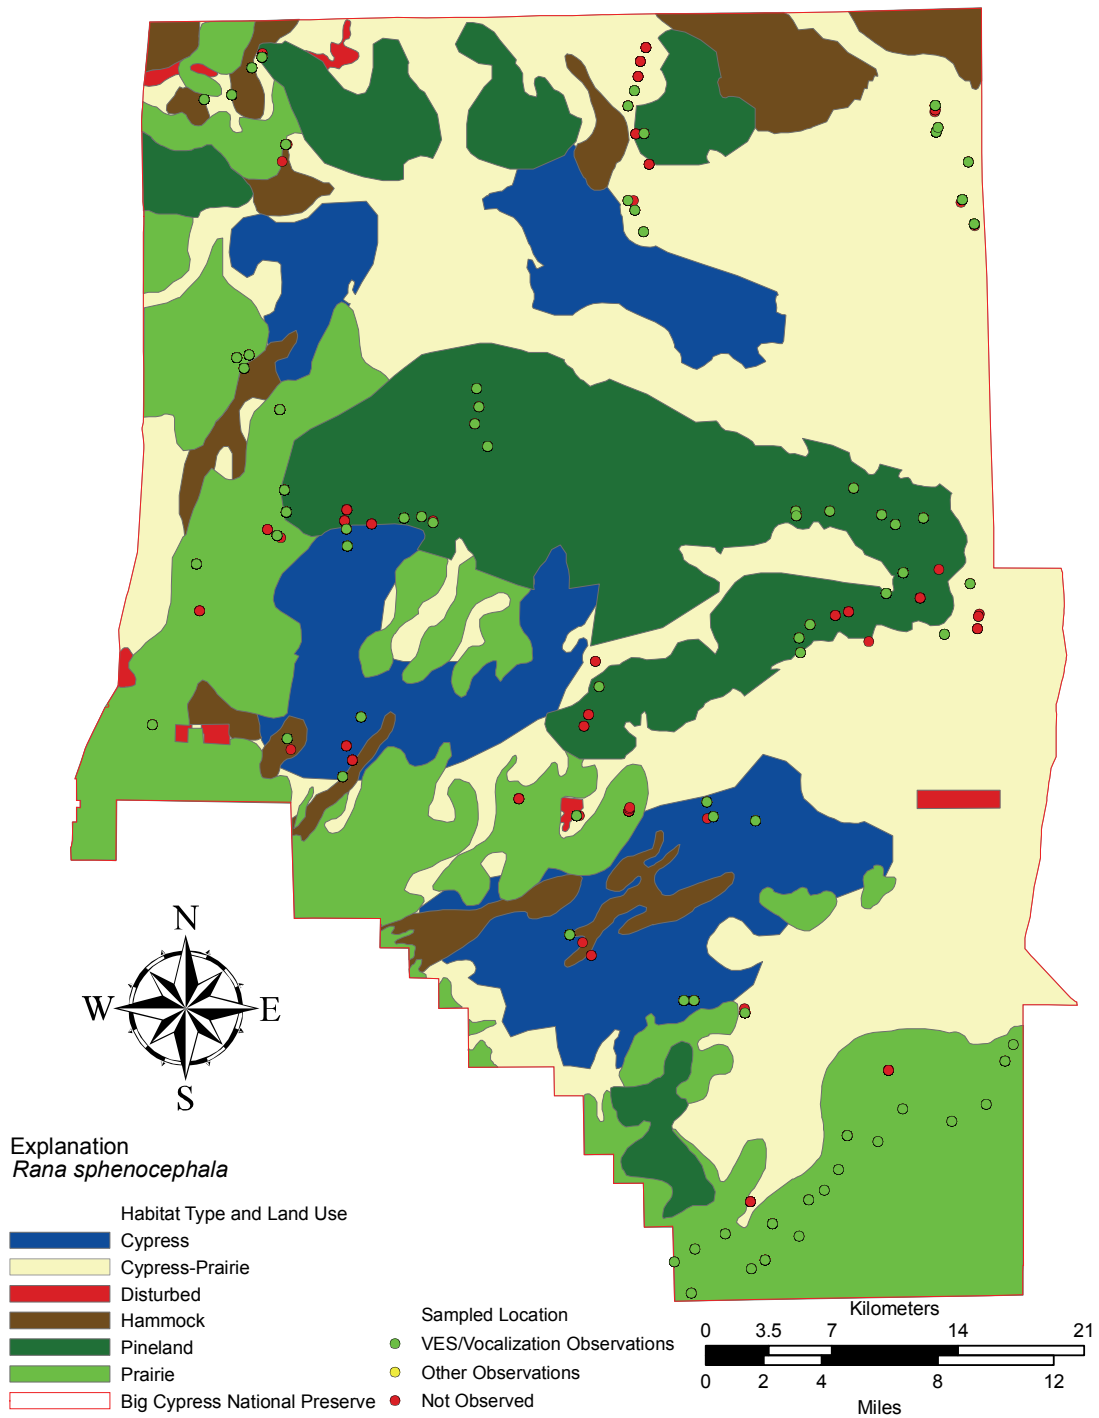 N
W E
S
Explanation
Rana sphenocephala
Habitat Type and Land Use
Cypress
Cypress-Prairie
Disturbed
Hammock
Pineland
Prairie
Big Cypress National Preserve
Sampled Location
VES/Vocalization Observations
Other Observations
Not Observed
Kilometers
0 3.5 7 14 21
0 2 4 8 12
Miles